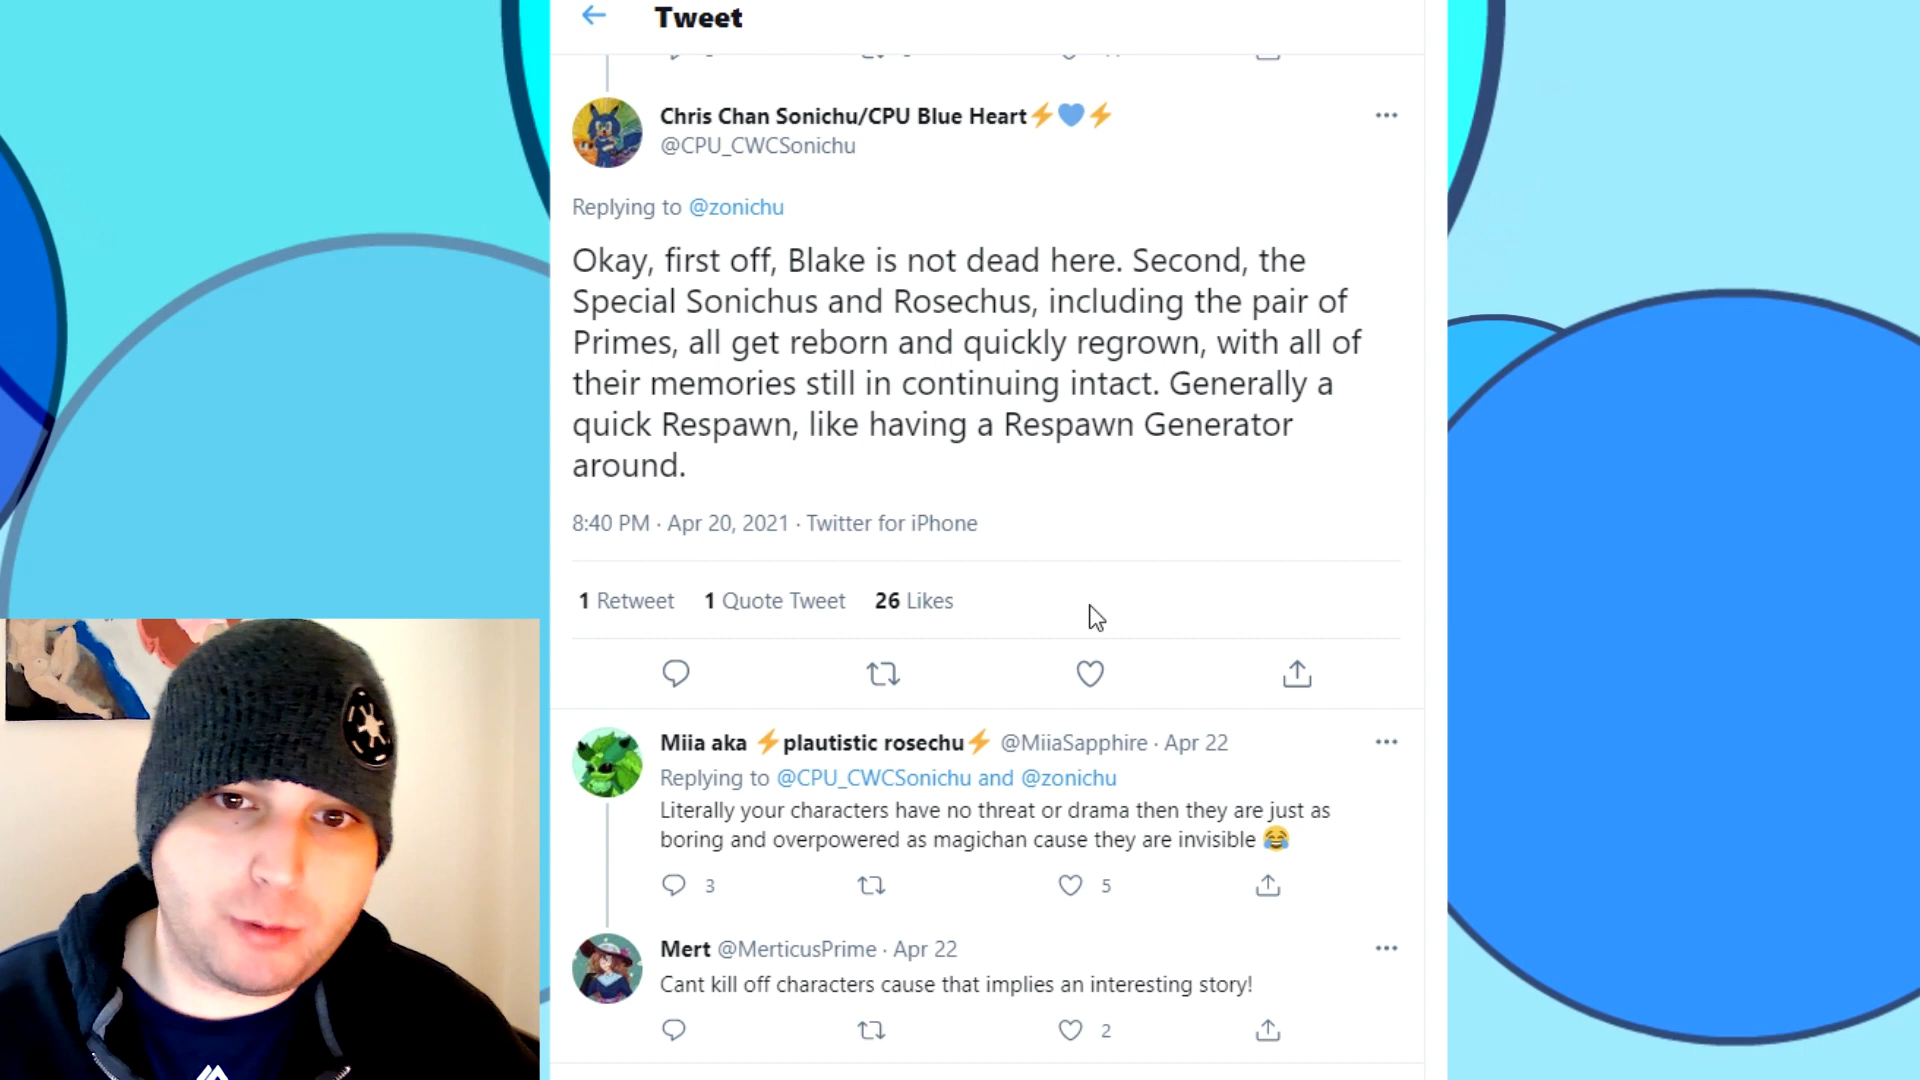 Tweet
Chris Chan Sonichu/CPU Blue Heart⚡💙⚡
@CPU_CWCSonichu
Replying to @zonichu
Okay, first off, Blake is not dead here. Second, the
Special Sonichus and Rosechus, including the pair of
Primes, all get reborn and quickly regrown, with all of
their memories still in continuing intact. Generally a
quick Respawn, like having a Respawn Generator
around.
8:40 PM · Apr 20, 2021 · Twitter for iPhone
1 Retweet 1 Quote Tweet 26 Likes
Miia aka ⚡plautistic rosechu⚡ @MiiaSapphire · Apr 22
Replying to @CPU_CWCSonichu and @zonichu
Literally your characters have no threat or drama then they are just as
boring and overpowered as magichan cause they are invisible 😂
3 5
Mert @MerticusPrime · Apr 22
Cant kill off characters cause that implies an interesting story!
2